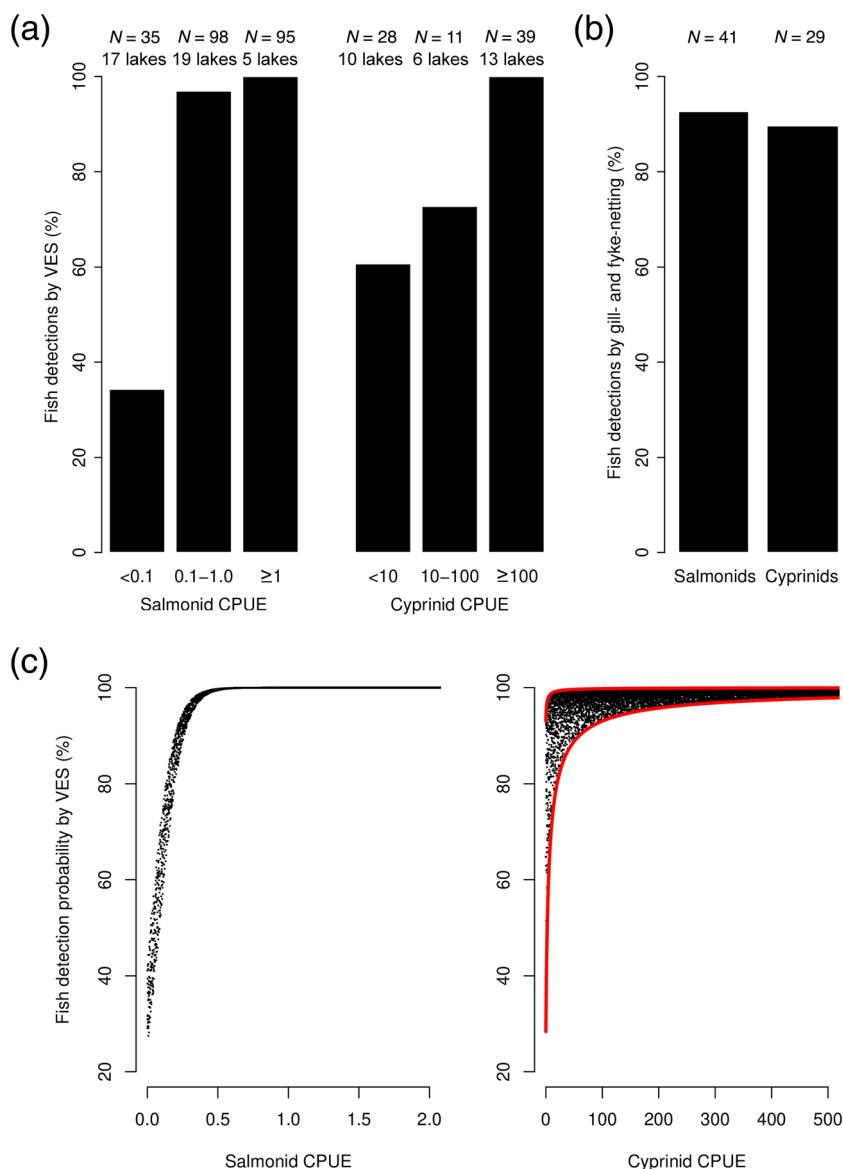 (a)
N = 35 N = 98 N = 95 N = 28 N = 11 N = 39
17 lakes 19 lakes 5 lakes 10 lakes 6 lakes 13 lakes
Fish detections by VES (%)
100
80
60
40
20
0
<0.1 0.1−1.0 ≥1 <10 10−100 ≥100
Salmonid CPUE Cyprinid CPUE
(b)
N = 41 N = 29
Fish detections by gill- and fyke-netting (%)
100
80
60
40
20
0
Salmonids Cyprinids
(c)
Fish detection probability by VES (%)
100
80
60
40
20
0.0 0.5 1.0 1.5 2.0
Salmonid CPUE
100
80
60
40
20
0 100 200 300 400 500
Cyprinid CPUE